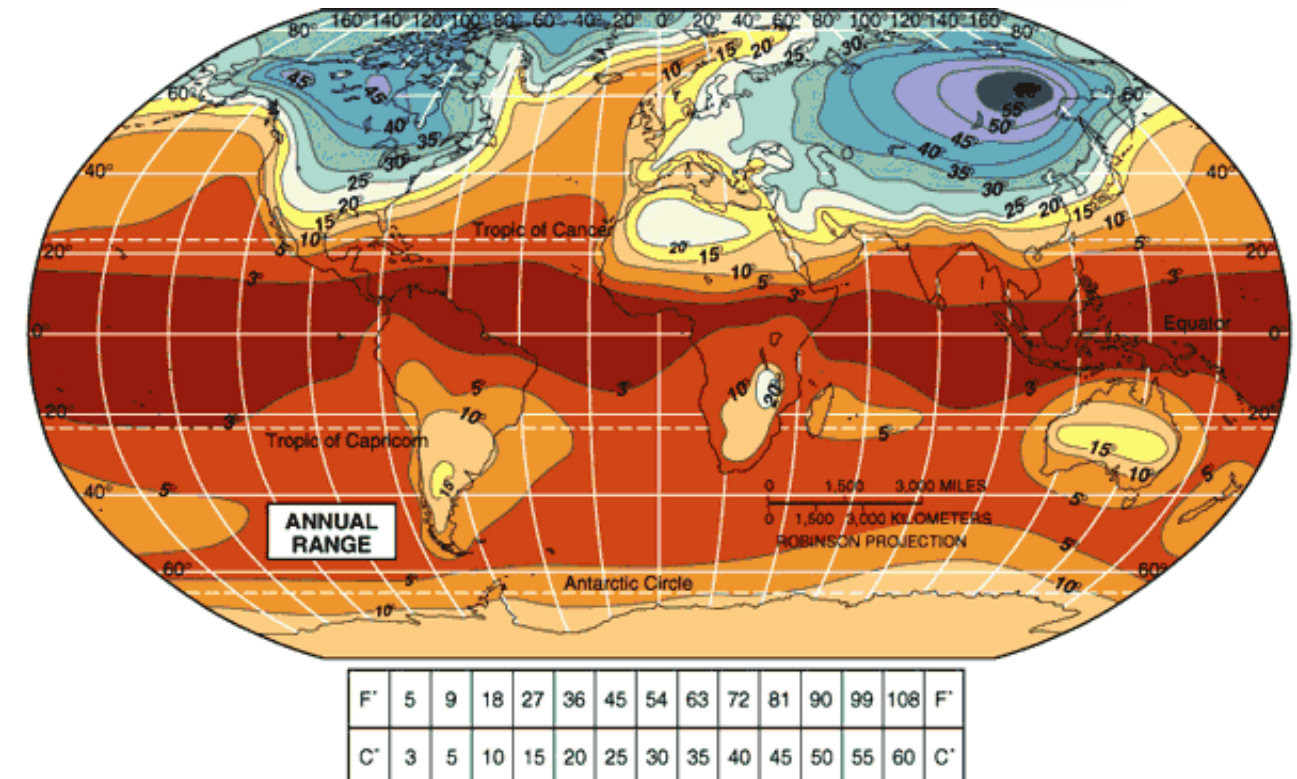 160° 140° 120° 100° 80° 60° 40° 20° 0° 20° 40° 60° 80° 100° 120° 140° 160°
80° 80°
15° 20° 25° 30°
10°
45° 45° 55° 50° 45°
60° 60°
40° 35° 30° 40° 35° 30°
40° 40°
25° 20° 15° 10° 5° 25° 20° 15° 10° 5°
Tropic of Cancer
20° 15° 10° 5° 3°
20° 20°
3° 3°
Equator
0° 0°
3° 3°
5° 10° 10° 20°
20° 20°
3° 5°
Tropic of Capricorn
15° 15° 10°
5° 5° 5°
40° 40°
0 1,500 3,000 MILES
0 1,500 3,000 KILOMETERS
ROBINSON PROJECTION
ANNUAL
RANGE
5°
60° 60°
5° 10°
Antarctic Circle
10°
F° 5 9 18 27 36 45 54 63 72 81 90 99 108 F°
C° 3 5 10 15 20 25 30 35 40 45 50 55 60 C°